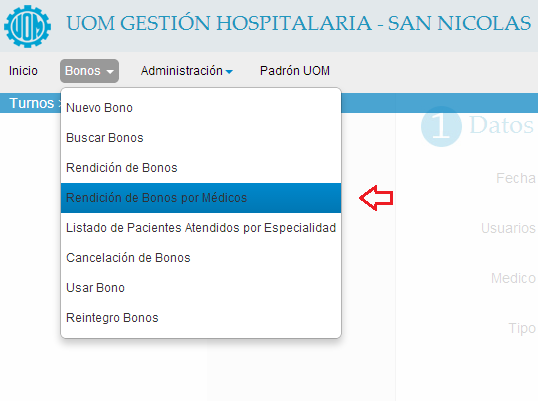 UOM
UOM GESTIÓN HOSPITALARIA - SAN NICOLAS
Inicio Bonos Administración Padrón UOM
Turnos >
Nuevo Bono
Buscar Bonos
Rendición de Bonos
Rendición de Bonos por Médicos
Listado de Pacientes Atendidos por Especialidad
Cancelación de Bonos
Usar Bono
Reintegro Bonos
1 Datos
Fecha
Usuarios
Medico
Tipo